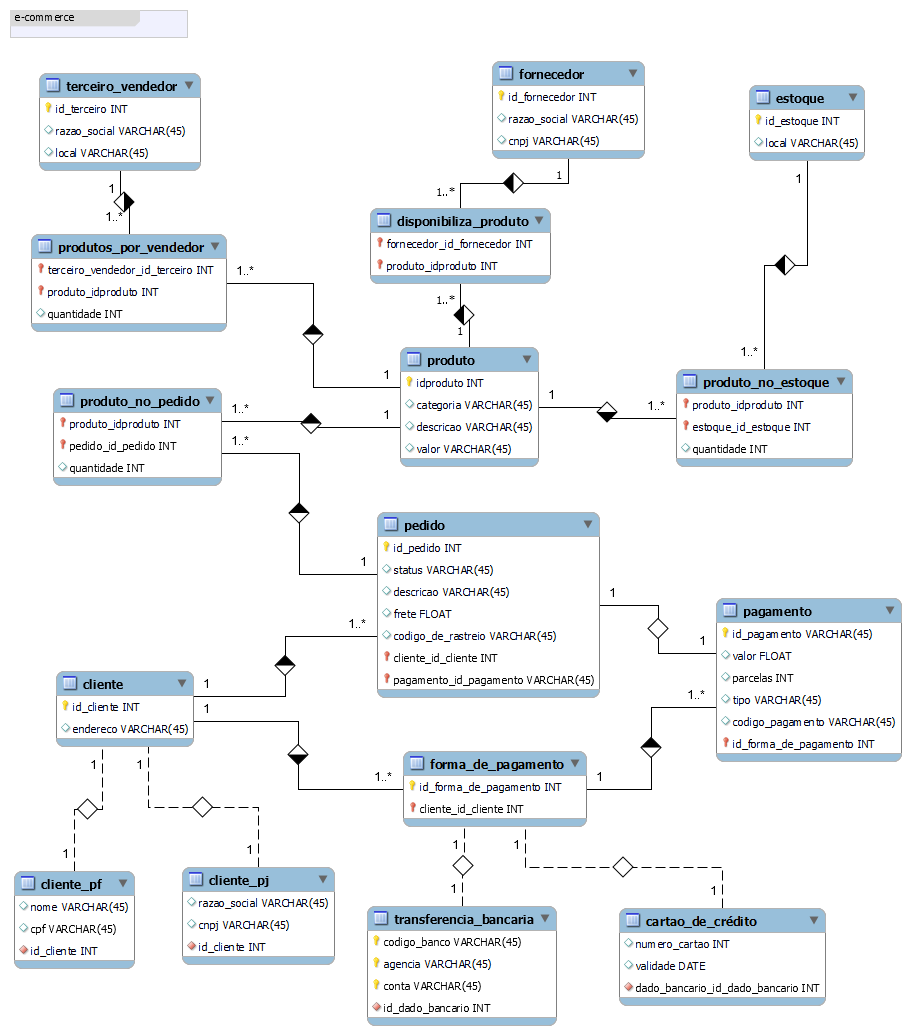 e-commerce
terceiro_vendedor
id_terceiro INT
razao_social VARCHAR(45)
local VARCHAR(45)
fornecedor
id_fornecedor INT
razao_social VARCHAR(45)
cnpj VARCHAR(45)
estoque
id_estoque INT
local VARCHAR(45)
1
1..*
1
1..*
1
1..*
disponibiliza_produto
fornecedor_id_fornecedor INT
produto_idproduto INT
produtos_por_vendedor
terceiro_vendedor_id_terceiro INT
produto_idproduto INT
quantidade INT
1..*
1
1..*
1
produto
idproduto INT
categoria VARCHAR(45)
descricao VARCHAR(45)
valor VARCHAR(45)
1
1..*
produto_no_estoque
produto_idproduto INT
estoque_id_estoque INT
quantidade INT
produto_no_pedido
produto_idproduto INT
pedido_id_pedido INT
quantidade INT
1..*
1
1..*
1
pedido
id_pedido INT
status VARCHAR(45)
descricao VARCHAR(45)
frete FLOAT
codigo_de_rastreio VARCHAR(45)
cliente_id_cliente INT
pagamento_id_pagamento VARCHAR(45)
1
1
pagamento
id_pagamento VARCHAR(45)
valor FLOAT
parcelas INT
tipo VARCHAR(45)
codigo_pagamento VARCHAR(45)
id_forma_de_pagamento INT
cliente
id_cliente INT
endereco VARCHAR(45)
1
1..*
1
1..*
forma_de_pagamento
id_forma_de_pagamento INT
cliente_id_cliente INT
1
1..*
1
1
1
1
cliente_pf
nome VARCHAR(45)
cpf VARCHAR(45)
id_cliente INT
cliente_pj
razao_social VARCHAR(45)
cnpj VARCHAR(45)
id_cliente INT
1
1
1
1
transferencia_bancaria
codigo_banco VARCHAR(45)
agencia VARCHAR(45)
conta VARCHAR(45)
id_dado_bancario INT
cartao_de_crédito
numero_cartao INT
validade DATE
dado_bancario_id_dado_bancario INT